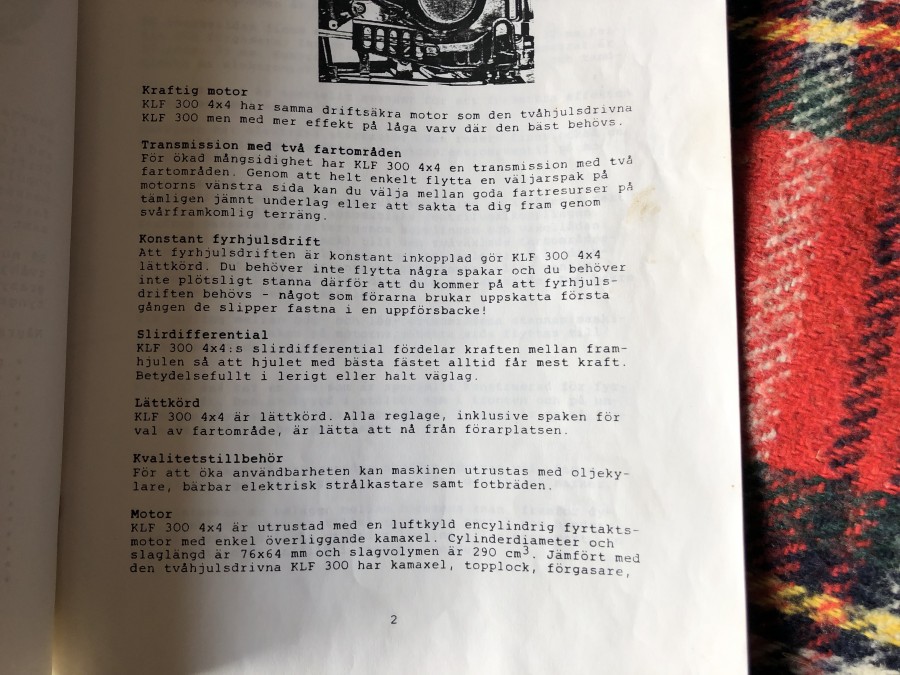 Kraftig motor
KLF 300 4x4 har samma driftsäkra motor som den tvåhjulsdrivna
KLF 300 men med mer effekt på låga varv där den bäst behövs.
Transmission med två fartområden
För ökad mångsidighet har KLF 300 4x4 en transmission med två
fartområden. Genom att helt enkelt flytta en väljarspak på
motorns vänstra sida kan du välja mellan goda fartresurser på
tämligen jämnt underlag eller att sakta ta dig fram genom
svårframkomlig terräng.
Konstant fyrhjulsdrift
Att fyrhjulsdriften är konstant inkopplad gör KLF 300 4x4
lättkörd. Du behöver inte flytta några spakar och du behöver
inte plötsligt stanna därför att du kommer på att fyrhjuls-
driften behövs - något som förarna brukar uppskatta första
gången de slipper fastna i en uppförsbacke!
Slirdifferential
KLF 300 4x4:s slirdifferential fördelar kraften mellan fram-
hjulen så att hjulet med bästa fästet alltid får mest kraft.
Betydelsefullt i lerigt eller halt väglag.
Lättkörd
KLF 300 4x4 är lättkörd. Alla reglage, inklusive spaken för
val av fartområde, är lätta att nå från förarplatsen.
Kvalitetstillbehör
För att öka användbarheten kan maskinen utrustas med oljeky-
lare, bärbar elektrisk strålkastare samt fotbräden.
Motor
KLF 300 4x4 är utrustad med en luftkyld encylindrig fyrtakts-
motor med enkel överliggande kamaxel. Cylinderdiameter och
slaglängd är 76x64 mm och slagvolymen är 290 cm³. Jämfört med
den tvåhjulsdrivna KLF 300 har kamaxel, topplock, förgasare,
2